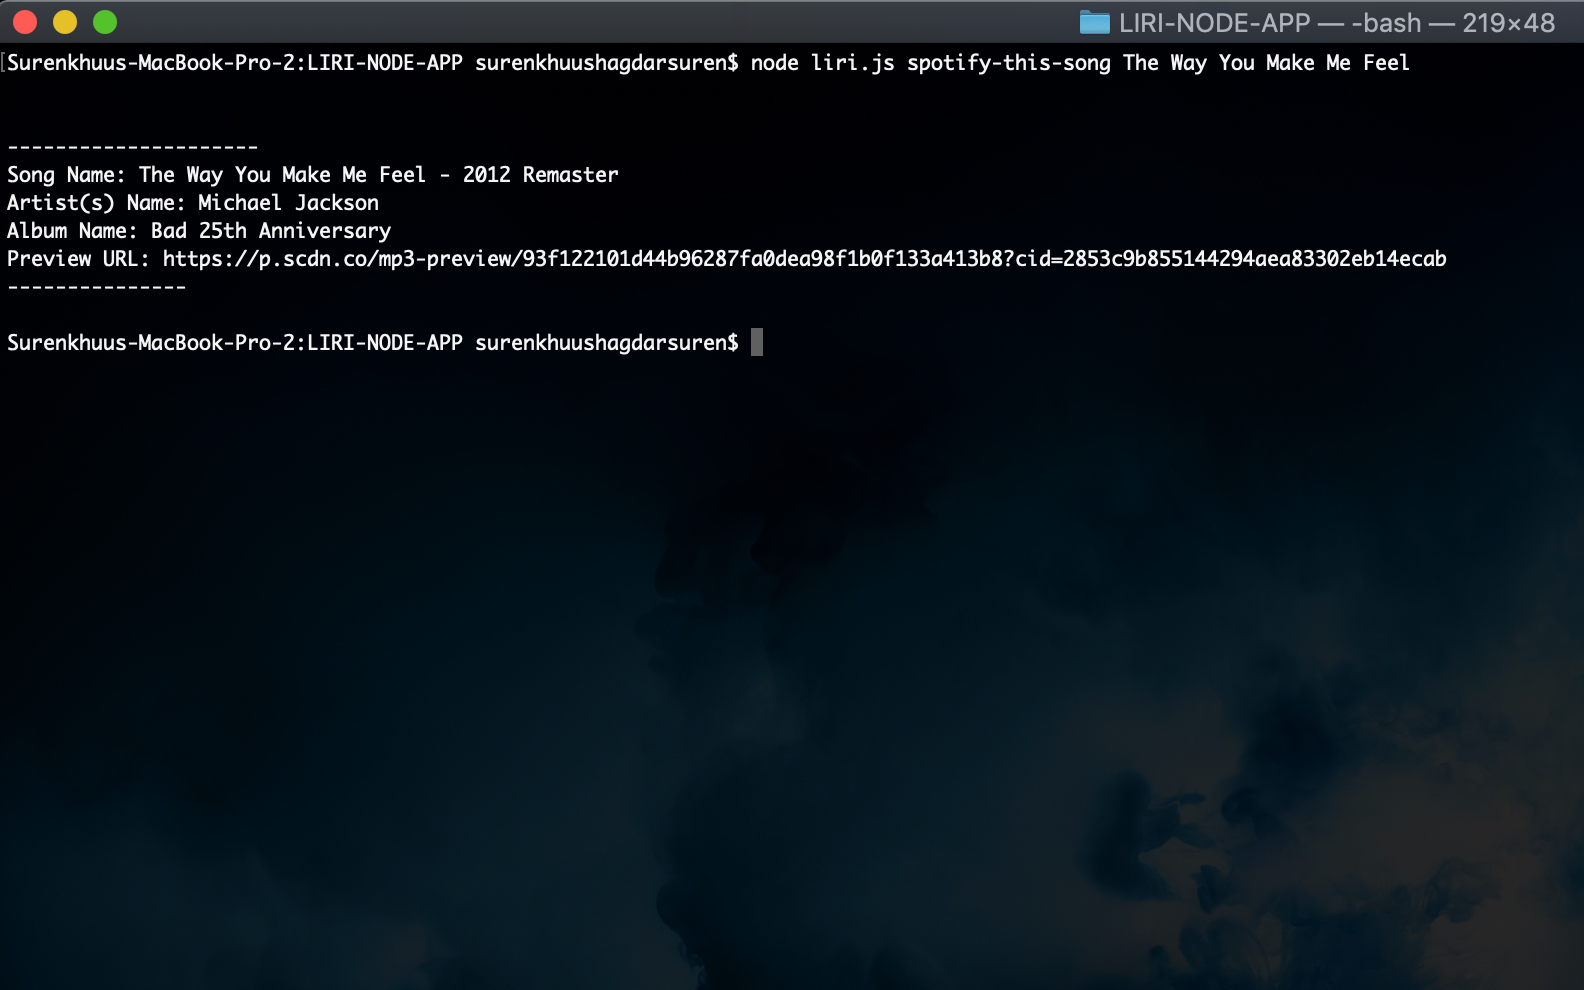 LIRI-NODE-APP — -bash — 219×48
[Surenkhuus-MacBook-Pro-2:LIRI-NODE-APP surenkhuushagdarsuren$ node liri.js spotify-this-song The Way You Make Me Feel
---------------------
Song Name: The Way You Make Me Feel - 2012 Remaster
Artist(s) Name: Michael Jackson
Album Name: Bad 25th Anniversary
Preview URL: https://p.scdn.co/mp3-preview/93f122101d44b96287fa0dea98f1b0f133a413b8?cid=2853c9b855144294aea83302eb14ecab
---------------
Surenkhuus-MacBook-Pro-2:LIRI-NODE-APP surenkhuushagdarsuren$